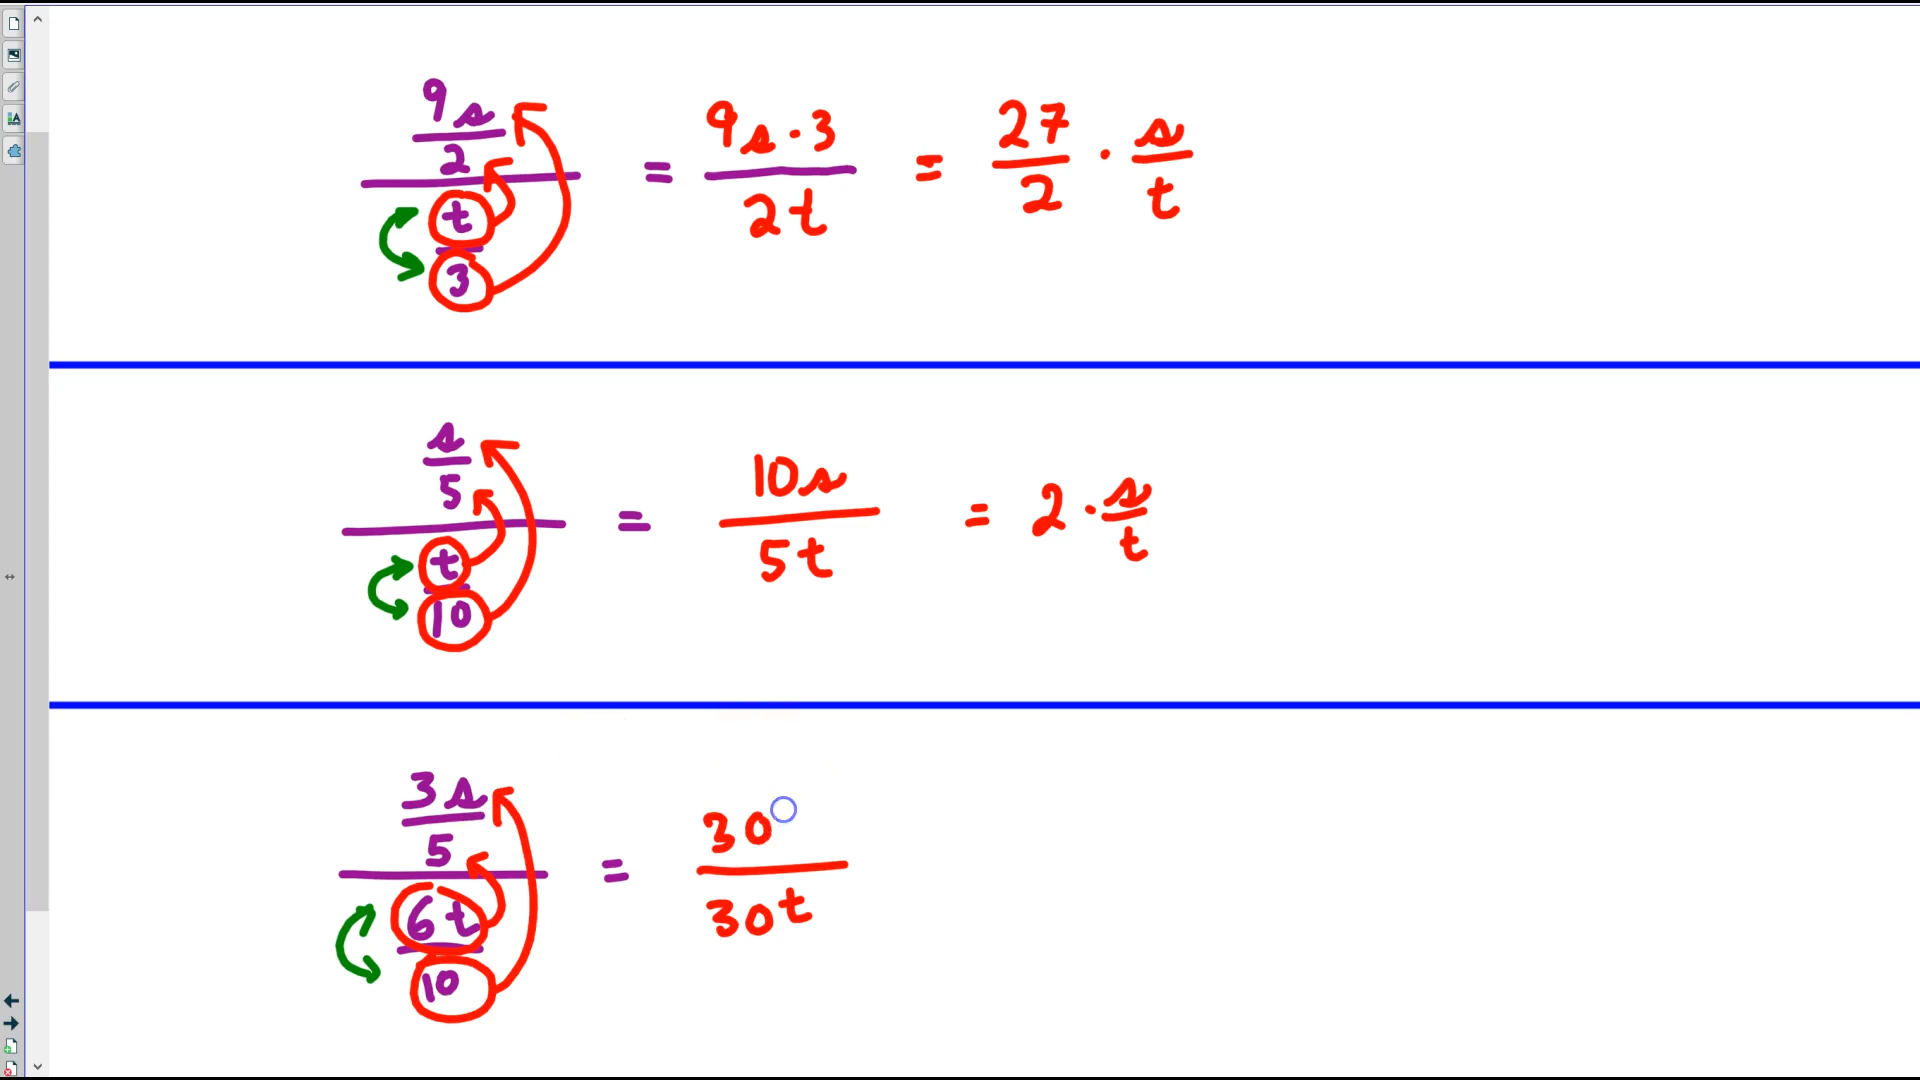 9s/2 / t/3 = 9s·3 / 2t = 27/2 · s/t
s/5 / t/10 = 10s / 5t = 2 · s/t
3s/5 / 6t/10 = 30 / 30t